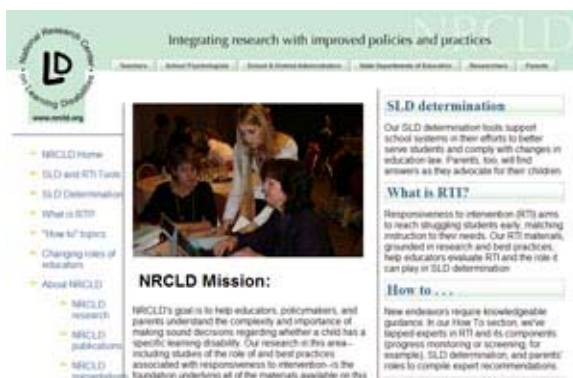 NRCLD
Integrating research with improved policies and practices
National Research Center on Learning Disabilities
LD
www.nrcld.org
Teachers
School Psychologists
School & District Administrators
State Departments of Education
Researchers
Parents
NRCLD Home
SLD and RTI Tools
SLD Determination
What is RTI?
"How to" topics
Changing roles of
educators
About NRCLD
NRCLD
research
NRCLD
publications
NRCLD
NRCLD Mission:
NRCLD's goal is to help educators, policymakers, and
parents understand the complexity and importance of
making sound decisions regarding whether a child has a
specific learning disability. Our research in this area--
including studies of the role of and best practices
associated with responsiveness to intervention--is the
foundation underlying all of the materials available on this
SLD determination
Our SLD determination tools support
school systems in their efforts to better
serve students and comply with changes in
education law. Parents, too, will find
answers as they advocate for their children
What is RTI?
Responsiveness to intervention (RTI) aims
to reach struggling students early, matching
instruction to their needs. Our RTI materials,
grounded in research and best practices,
help educators evaluate RTI and the role it
can play in SLD determination
How to . . .
New endeavors require knowledgeable
guidance. In our How To section, we've
tapped experts in RTI and its components
(progress monitoring or screening, for
example), SLD determination, and parents'
roles to compile expert recommendations.